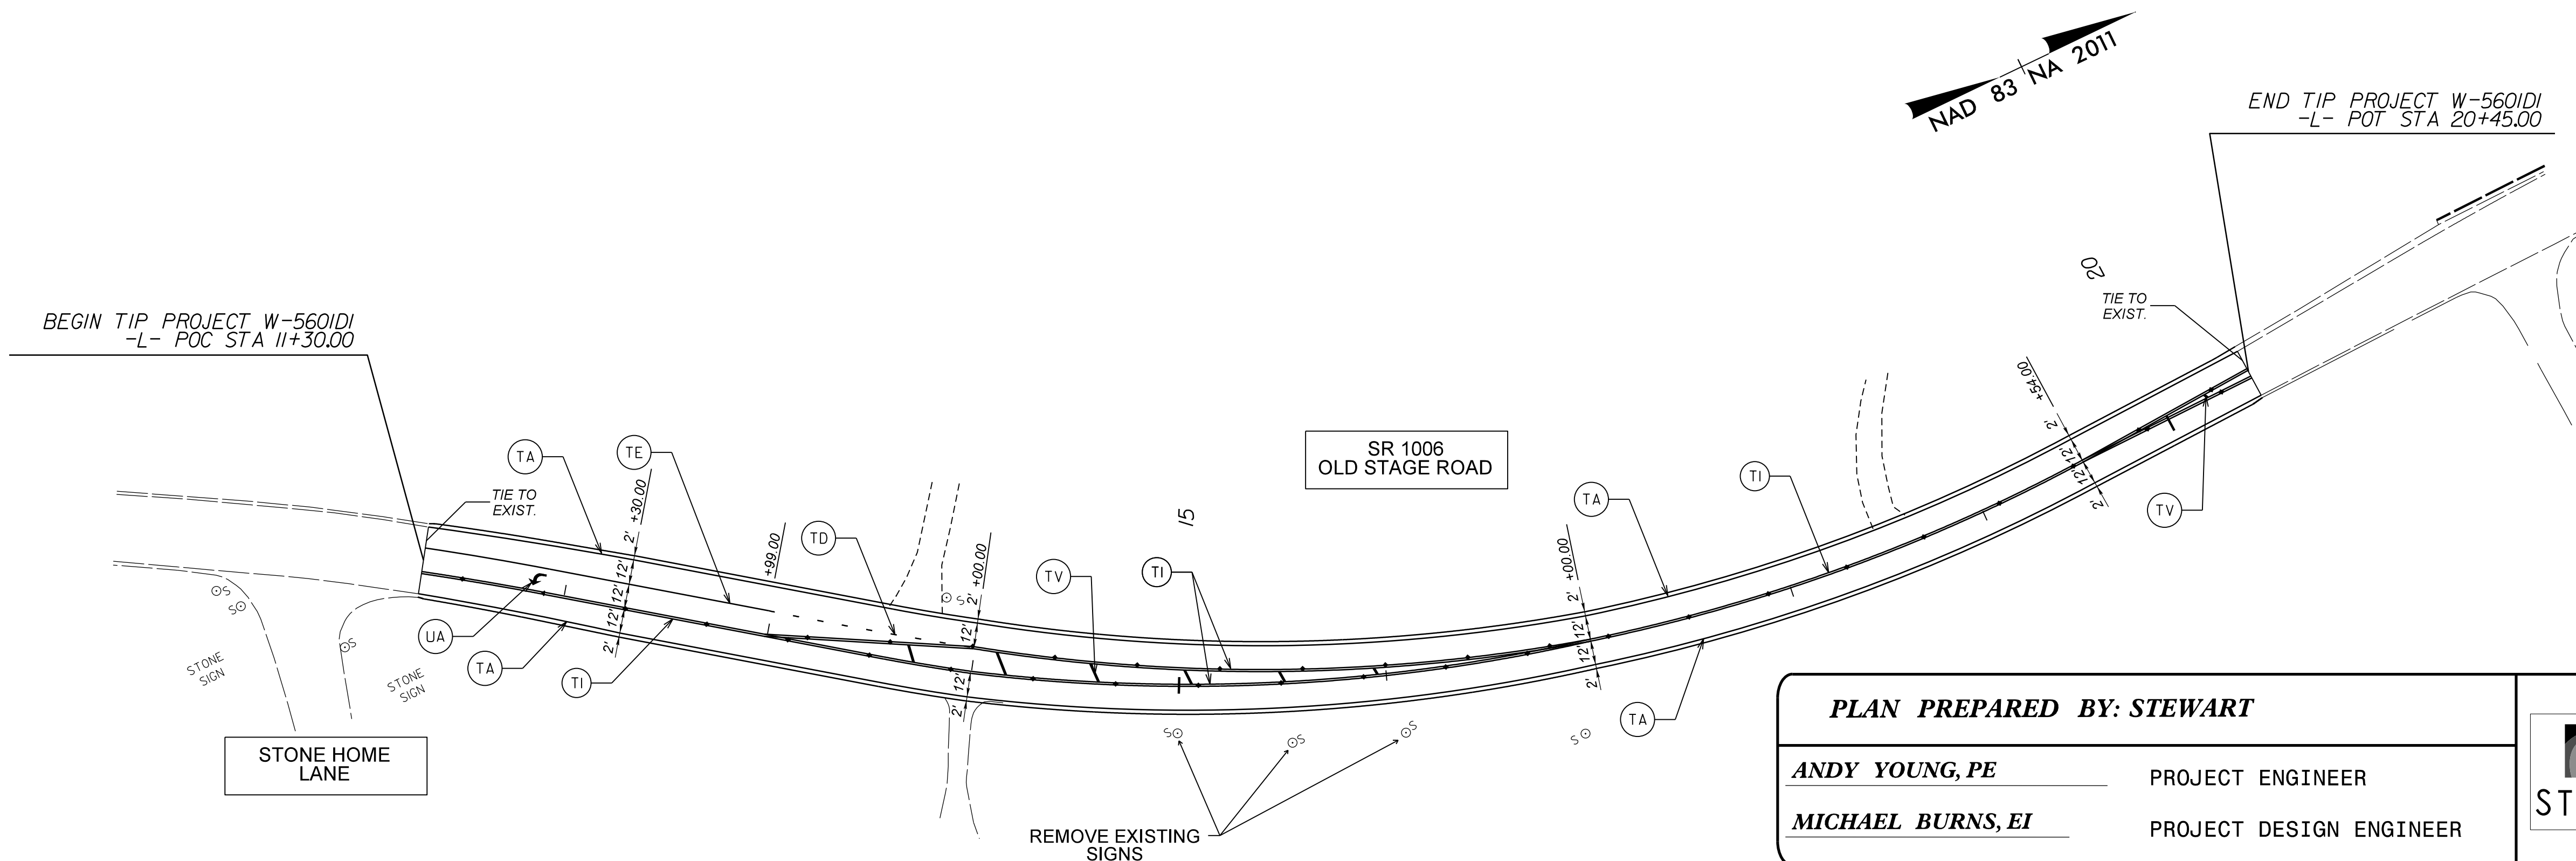 NAD 83 NA 2011
END TIP PROJECT W-5601DI
-L- POT STA 20+45.00
BEGIN TIP PROJECT W-5601DI
-L- POC STA 11+30.00
20
TIE TO
EXIST.
+54.00
2'
12'
12'
2'
TV
SR 1006
OLD STAGE ROAD
TA
TE
TIE TO
EXIST.
+30.00
2'
12'
12'
12'
2'
+99.00
TD
S
+00.00
2'
12'
12'
2'
15
TV
TI
+00.00
2'
12'
12'
2'
TA
TI
UA
TA
TI
TA
S
S
S
STONE
SIGN
STONE
SIGN
STONE HOME
LANE
S
S
S
S
REMOVE EXISTING
SIGNS
PLAN PREPARED BY: STEWART
ANDY YOUNG, PE
PROJECT ENGINEER
MICHAEL BURNS, EI
PROJECT DESIGN ENGINEER
ST